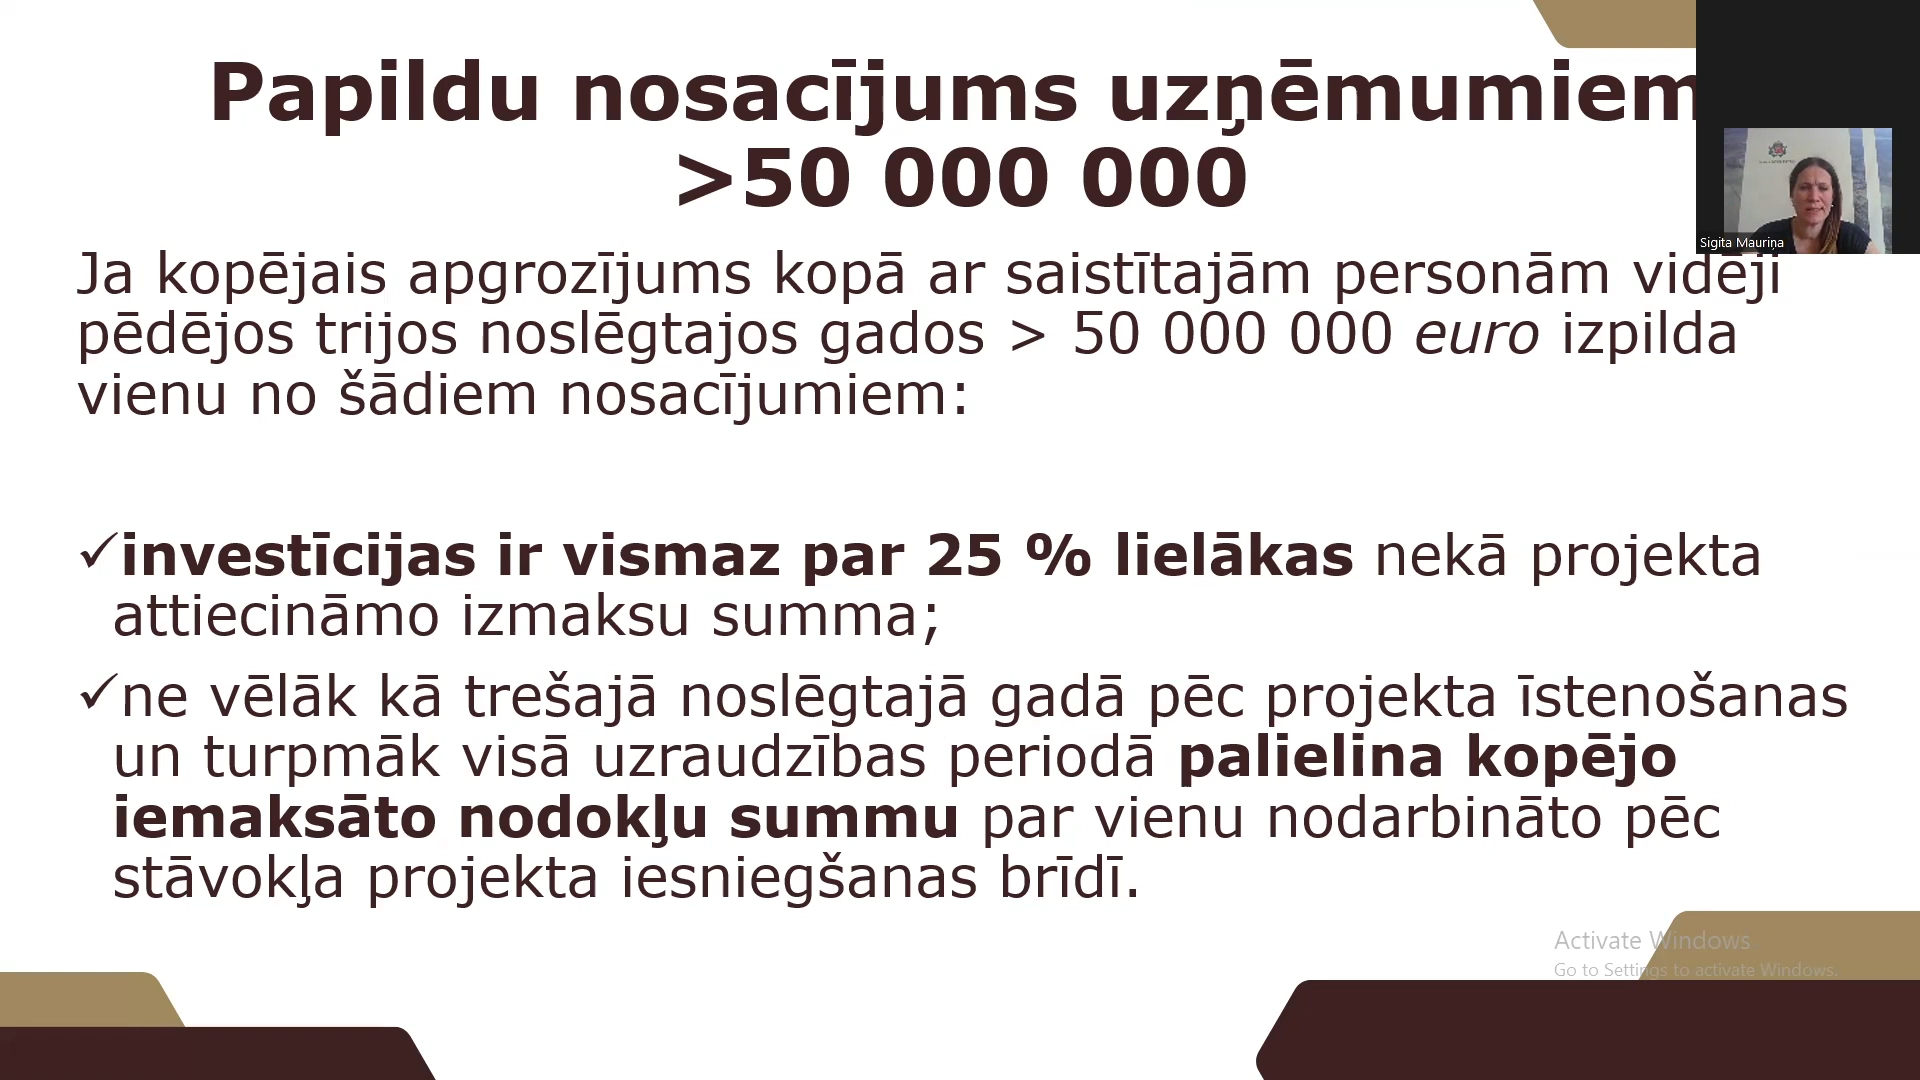 Papildu nosacījums uzņēmumiem
>50 000 000
Sigita Mauriņa
Ja kopējais apgrozījums kopā ar saistītajām personām vidēji
pēdējos trijos noslēgtajos gados > 50 000 000 euro izpilda
vienu no šādiem nosacījumiem:
✓investīcijas ir vismaz par 25 % lielākas nekā projekta
attiecināmo izmaksu summa;
✓ne vēlāk kā trešajā noslēgtajā gadā pēc projekta īstenošanas
un turpmāk visā uzraudzības periodā palielina kopējo
iemaksāto nodokļu summu par vienu nodarbināto pēc
stāvokļa projekta iesniegšanas brīdī.
Activate Windows
Go to Settings to activate Windows.